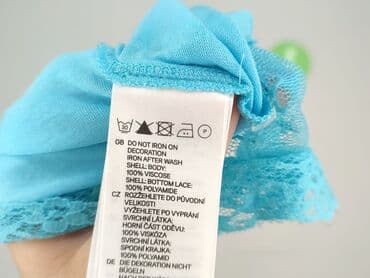 30
P
GB DO NOT IRON ON
DECORATION
IRON AFTER WASH
SHELL: BODY:
100% VISCOSE
SHELL: BOTTOM LACE:
100% POLYAMIDE
CZ ROZŽEHLETE DO PŮVODNÍ
VELIKOTI
VYŽEHLETE PO VYPRÁNÍ
SVRCHNÍ LÁTKA:
HORNÍ ČÁST ODĚVU:
100% VISKÓZA
SVRCHNÍ LÁTKA:
SPODNÍ KRAJKA:
100% POLYAMID
DE DIE DEKORATION NICHT
BÜGELN